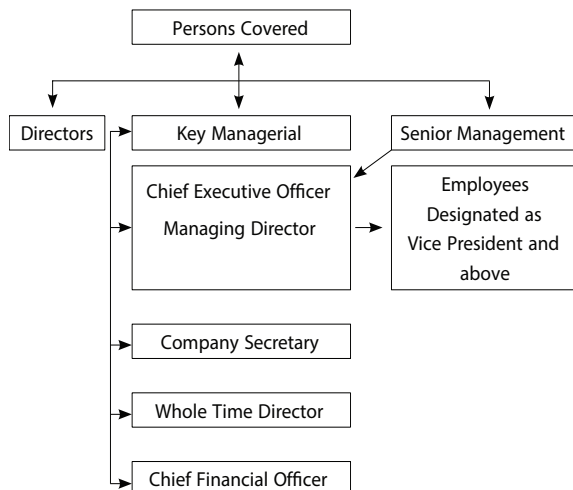 Persons Covered
Directors
Key Managerial
Senior Management
Chief Executive Officer
Managing Director
Employees
Designated as
Vice President and
above
Company Secretary
Whole Time Director
Chief Financial Officer